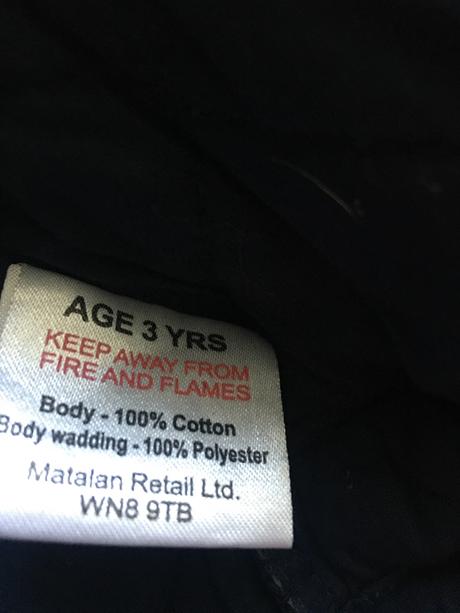 AGE 3 YRS
KEEP AWAY FROM
FIRE AND FLAMES
Body - 100% Cotton
Body wadding - 100% Polyester
Matalan Retail Ltd.
WN8 9TB